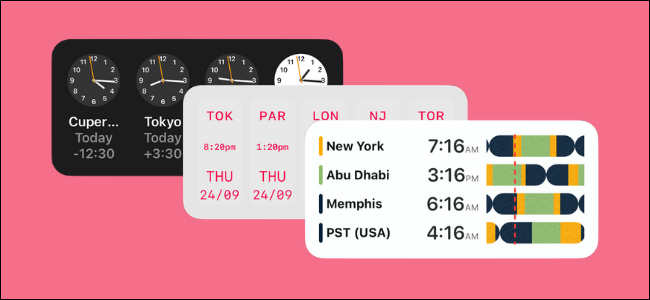 Cuper... Tokyo
Today Today
-12:30 +3:30
TOK PAR LON NJ TOR
8:20pm 1:20pm
THU THU
24/09 24/09
New York 7:16AM
Abu Dhabi 3:16PM
Memphis 6:16AM
PST (USA) 4:16AM